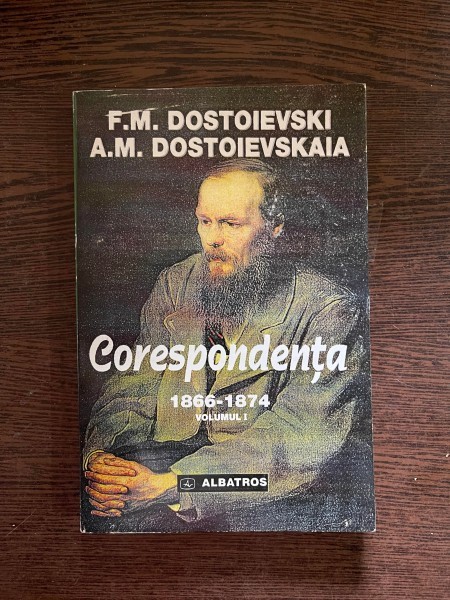 F.M. DOSTOIEVSKI
A.M. DOSTOIEVSKAIA
Corespondența
1866-1874
VOLUMUL I
ALBATROS